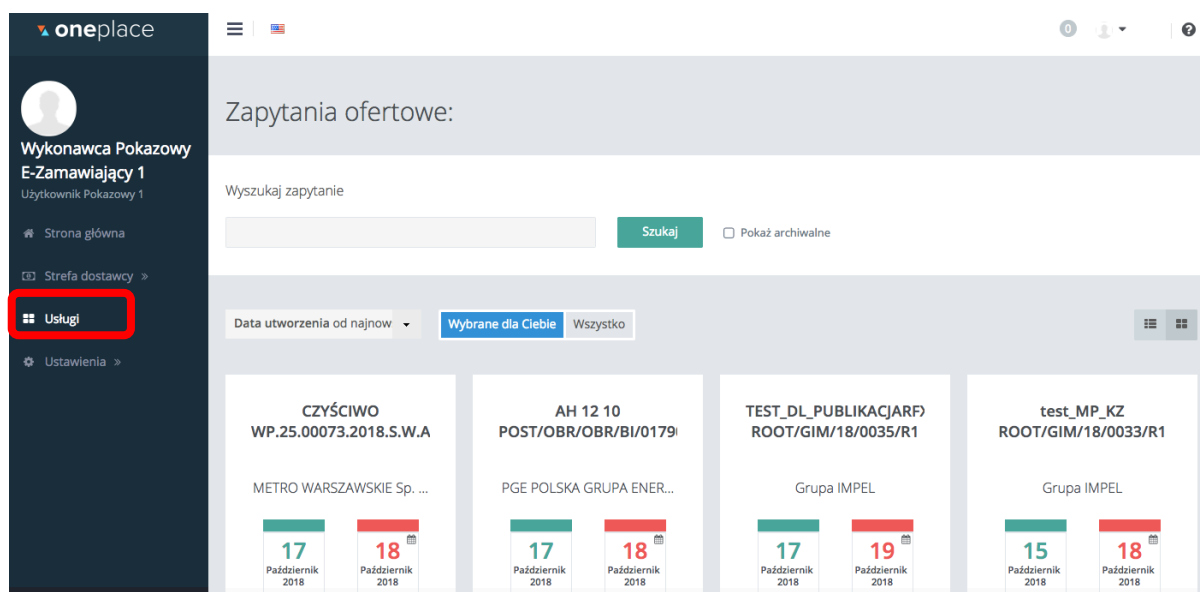 oneplace
0
Wykonawca Pokazowy
E-Zamawiający 1
Użytkownik Pokazowy 1
Strona główna
Strefa dostawcy »
Usługi
Ustawienia »
Zapytania ofertowe:
Wyszukaj zapytanie
Szukaj
Pokaż archiwalne
Data utworzenia od najnow
Wybrane dla Ciebie
Wszystko
CZYŚCIWO
WP.25.00073.2018.S.W.A
METRO WARSZAWSKIE Sp. ...
17
Październik
2018
18
Październik
2018
AH 12 10
POST/OBR/OBR/BI/0179
PGE POLSKA GRUPA ENER...
17
Październik
2018
18
Październik
2018
TEST_DL_PUBLIKACJARF
ROOT/GIM/18/0035/R1
Grupa IMPEL
17
Październik
2018
19
Październik
2018
test_MP_KZ
ROOT/GIM/18/0033/R1
Grupa IMPEL
15
Październik
2018
18
Październik
2018